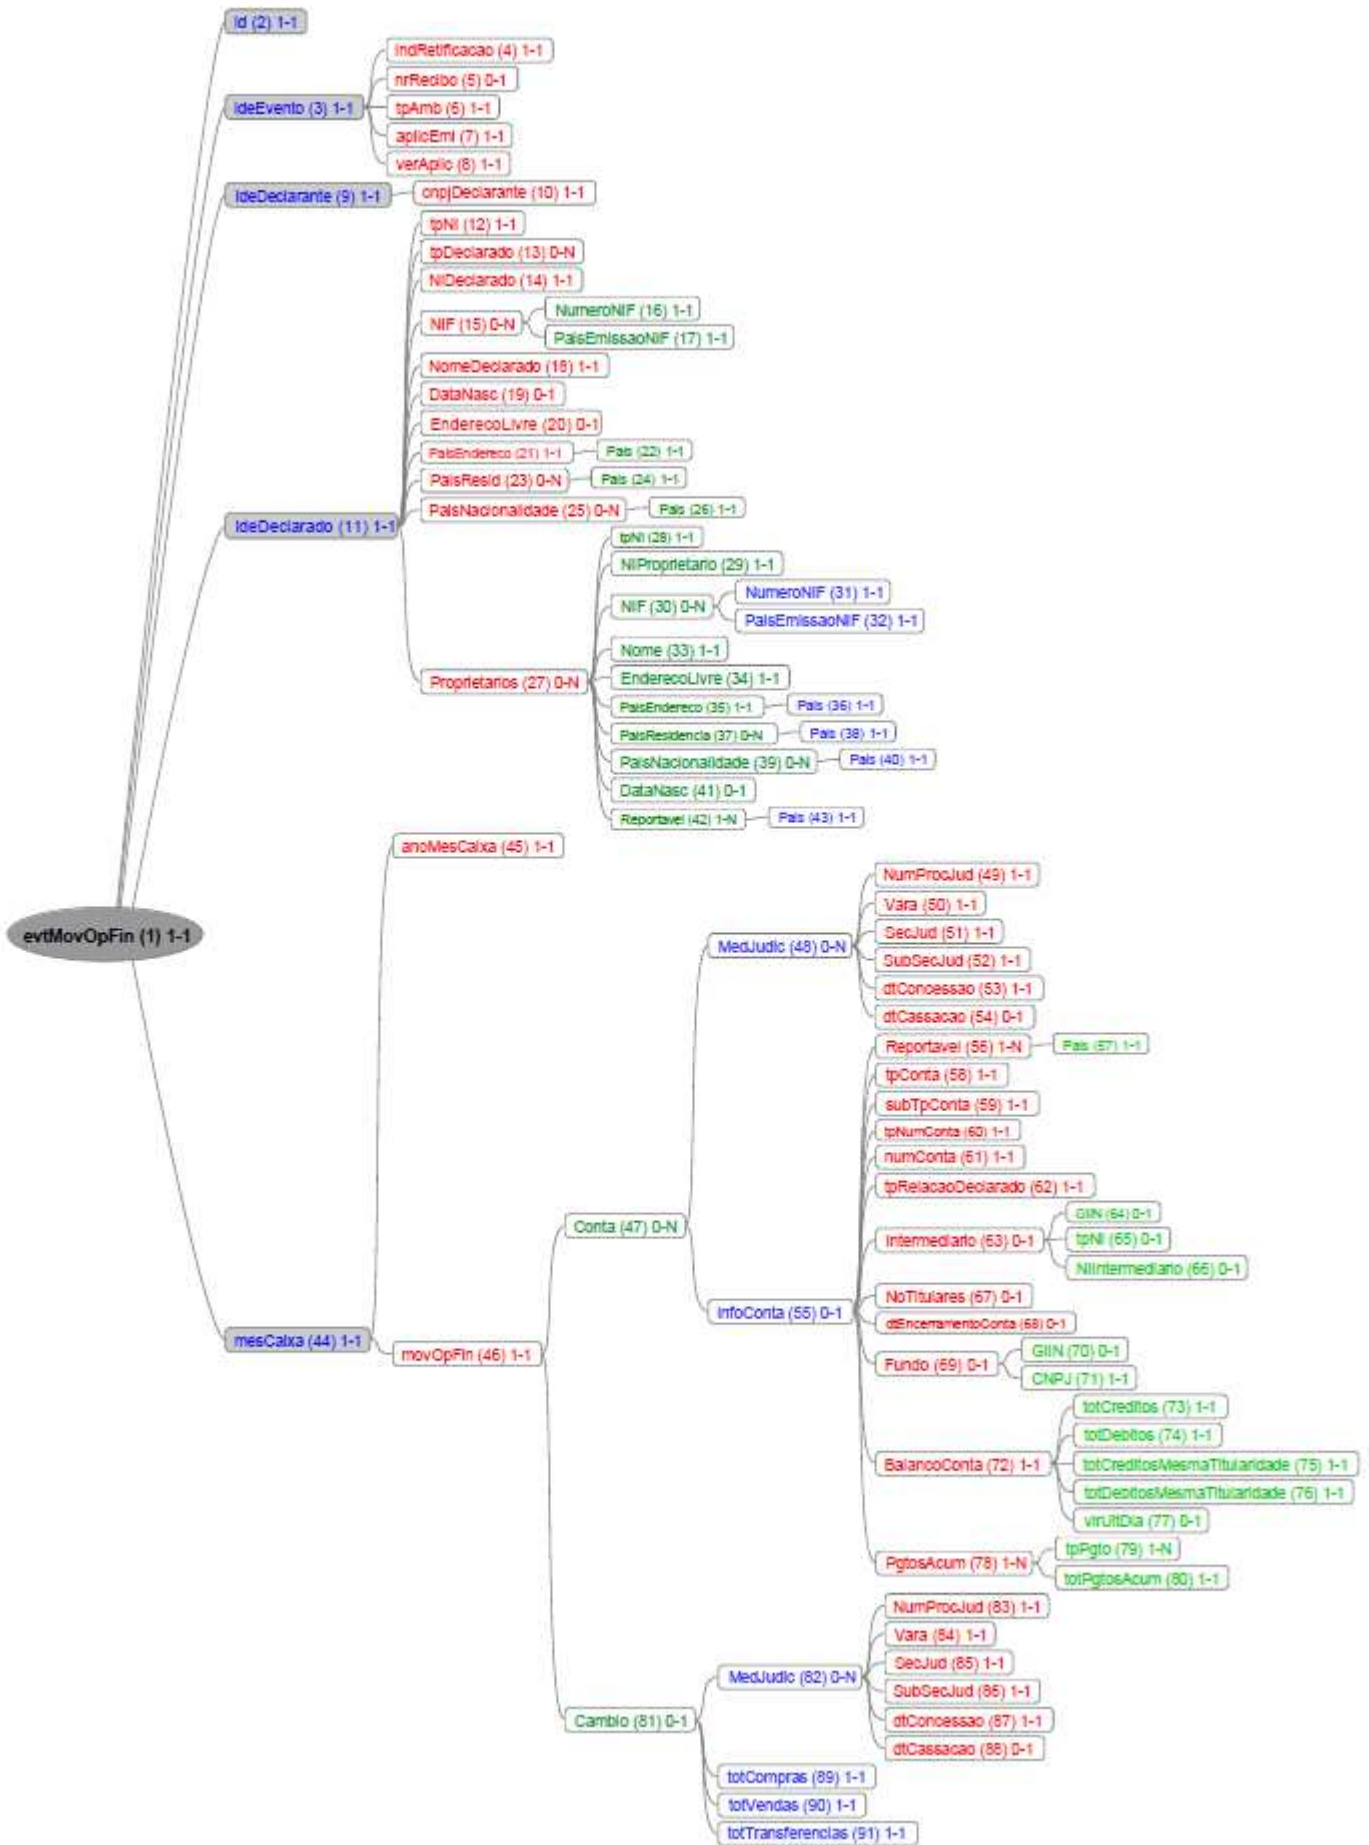 Id (2) 1-1
indRetificacao (4) 1-1
nrRecibo (5) 0-1
IdeEvento (3) 1-1
tpAmb (6) 1-1
aplicEmi (7) 1-1
verAplic (8) 1-1
IdeDeclarante (9) 1-1
cnpjDeclarante (10) 1-1
tpNI (12) 1-1
tpDeclarado (13) 0-N
NIDeclarado (14) 1-1
NIF (15) 0-N
NumeroNIF (16) 1-1
PaisEmissaoNIF (17) 1-1
NomeDeclarado (18) 1-1
DataNasc (19) 0-1
EnderecoLivre (20) 0-1
PaisEndereco (21) 1-1
Pais (22) 1-1
PaisResid (23) 0-N
Pais (24) 1-1
PaisNacionalidade (25) 0-N
Pais (26) 1-1
IdeDeclarado (11) 1-1
tpNI (28) 1-1
NIProprietario (29) 1-1
NIF (30) 0-N
NumeroNIF (31) 1-1
PaisEmissaoNIF (32) 1-1
Nome (33) 1-1
EnderecoLivre (34) 1-1
Proprietarios (27) 0-N
PaisEndereco (35) 1-1
Pais (36) 1-1
PaisResidencia (37) 0-N
Pais (38) 1-1
PaisNacionalidade (39) 0-N
Pais (40) 1-1
DataNasc (41) 0-1
Reportavel (42) 1-N
Pais (43) 1-1
anoMesCaixa (45) 1-1
evtMovOpFin (1) 1-1
NumProcJud (49) 1-1
Vara (50) 1-1
SecJud (51) 1-1
MedJudic (48) 0-N
SubSecJud (52) 1-1
dtConcessao (53) 1-1
dtCassacao (54) 0-1
Reportavel (56) 1-N
Pais (57) 1-1
tpConta (58) 1-1
subTpConta (59) 1-1
tpNumConta (60) 1-1
numConta (61) 1-1
tpRelacaoDeclarado (62) 1-1
Conta (47) 0-N
Intermediario (63) 0-1
GIIN (64) 0-1
tpNI (65) 0-1
NIIntermediario (66) 0-1
InfoConta (55) 0-1
NoTitulares (67) 0-1
dtEncerramentoConta (68) 0-1
mesCaixa (44) 1-1
movOpFin (46) 1-1
Fundo (69) 0-1
GIIN (70) 0-1
CNPJ (71) 1-1
BalancoConta (72) 1-1
totCreditos (73) 1-1
totDebitos (74) 1-1
totCreditosMesmaTitularidade (75) 1-1
totDebitosMesmaTitularidade (76) 1-1
vlrUltDia (77) 0-1
PgtosAcum (78) 1-N
tpPgto (79) 1-N
totPgtosAcum (80) 1-1
NumProcJud (83) 1-1
Vara (84) 1-1
SecJud (85) 1-1
MedJudic (82) 0-N
SubSecJud (86) 1-1
dtConcessao (87) 1-1
dtCassacao (88) 0-1
Cambio (81) 0-1
totCompras (89) 1-1
totVendas (90) 1-1
totTransferencias (91) 1-1